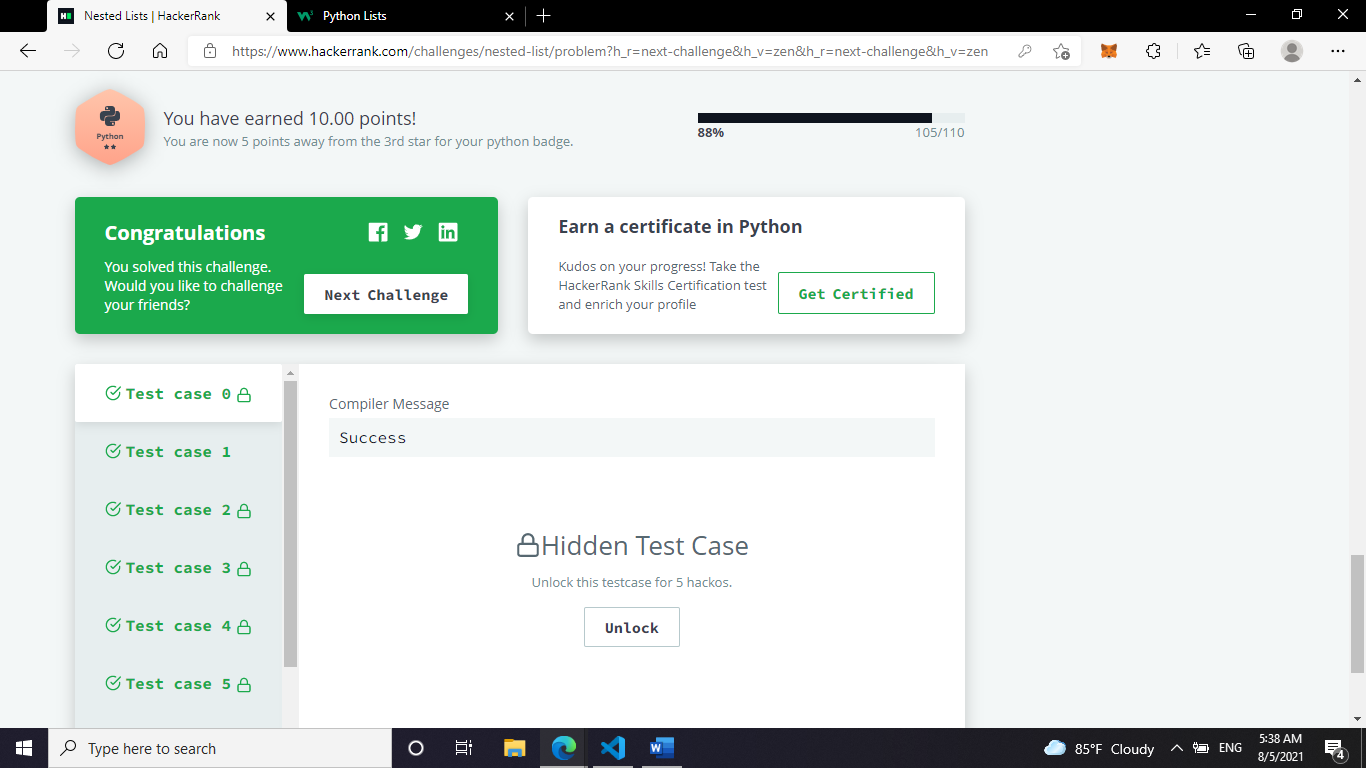 Nested Lists | HackerRank
Python Lists
https://www.hackerrank.com/challenges/nested-list/problem?h_r=next-challenge&h_v=zen&h_r=next-challenge&h_v=zen
Python
You have earned 10.00 points!
You are now 5 points away from the 3rd star for your python badge.
88%
105/110
Congratulations
You solved this challenge.
Would you like to challenge
your friends?
Next Challenge
Earn a certificate in Python
Kudos on your progress! Take the
HackerRank Skills Certification test
and enrich your profile
Get Certified
Test case 0
Test case 1
Test case 2
Test case 3
Test case 4
Test case 5
Compiler Message
Success
Hidden Test Case
Unlock this testcase for 5 hackos.
Unlock
Type here to search
85°F Cloudy
ENG
5:38 AM
8/5/2021
4